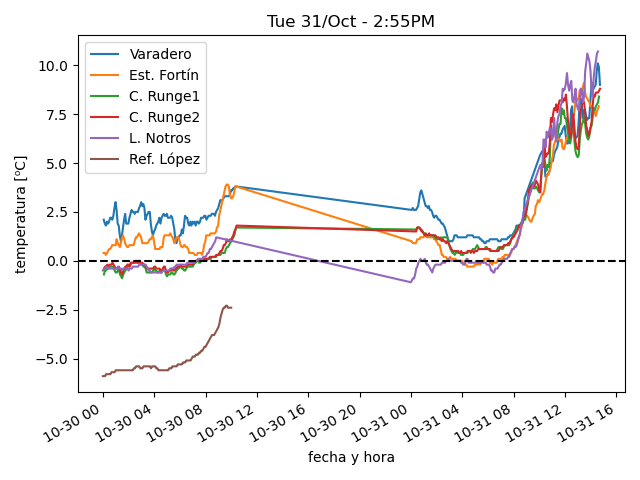 Tue 31/Oct - 2:55PM
Varadero
Est. Fortín
C. Runge1
C. Runge2
L. Notros
Ref. López
temperatura [ºC]
10.0
7.5
5.0
2.5
0.0
−2.5
−5.0
10-30 00
10-30 04
10-30 08
10-30 12
10-30 16
10-30 20
10-31 00
10-31 04
10-31 08
10-31 12
10-31 16
fecha y hora